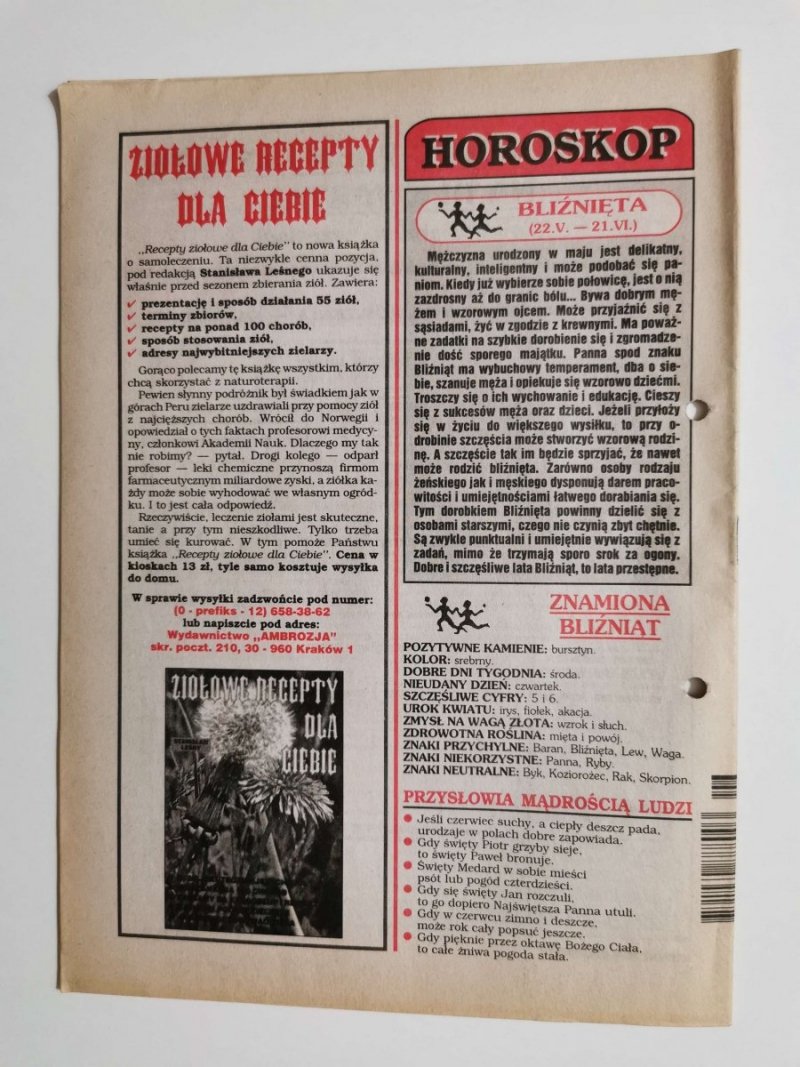 ZIOŁOWE RECEPTY
DLA CIEBIE
„Recepty ziołowe dla Ciebie" to nowa książka
o samoleczeniu. Ta niezwykle cenna pozycja,
pod redakcją Stanisława Leśnego ukazuje się
właśnie przed sezonem zbierania ziół. Zawiera:
✓ prezentację i sposób działania 55 ziół,
✓ terminy zbiorów,
✓ recepty na ponad 100 chorób,
✓ sposób stosowania ziół,
✓ adresy najwybitniejszych zielarzy.
Gorąco polecamy tę książkę wszystkim, którzy
chcą skorzystać z naturoterapii.
Pewien słynny podróżnik był świadkiem jak w
górach Peru zielarze uzdrawiali przy pomocy ziół
z najcięższych chorób. Wrócił do Norwegii i
opowiedział o tych faktach profesorowi medycy-
ny, członkowi Akademii Nauk. Dlaczego my tak
nie robimy? — pytał. Drogi kolego — odparł
profesor — leki chemiczne przynoszą firmom
farmaceutycznym miliardowe zyski, a ziółka ka-
żdy może sobie wyhodować we własnym ogród-
ku. I to jest cała odpowiedź.
Rzeczywiście, leczenie ziołami jest skuteczne,
tanie a przy tym nieszkodliwe. Tylko trzeba
umieć się kurować. W tym pomoże Państwu
książka „Recepty ziołowe dla Ciebie". Cena w
kioskach 13 zł, tyle samo kosztuje wysyłka
do domu.
W sprawie wysyłki zadzwońcie pod numer:
(0 - prefiks - 12) 658-38-62
lub napiszcie pod adres:
Wydawnictwo „AMBROZJA"
skr. poczt. 210, 30 - 960 Kraków 1
ZIOŁOWE RECEPTY
DLA
CIEBIE
STANISŁAW
LEŚNY
HOROSKOP
BLIŹNIĘTA
(22.V. — 21.VI.)
Mężczyzna urodzony w maju jest delikatny,
kulturalny, inteligentny i może podobać się pa-
niom. Kiedy już wybierze sobie połowicę, jest o nią
zazdrosny aż do granic bólu... Bywa dobrym mę-
żem i wzorowym ojcem. Może przyjaźnić się z
sąsiadami, żyć w zgodzie z krewnymi. Ma poważ-
ne zadatki na szybkie dorobienie się i zgromadze-
nie dość sporego majątku. Panna spod znaku
Bliźniąt ma wybuchowy temperament, dba o sie-
bie, szanuje męża i opiekuje się wzorowo dziećmi.
Troszczy się o ich wychowanie i edukację. Cieszy
się z sukcesów męża oraz dzieci. Jeżeli przyłoży
się w życiu do większego wysiłku, to przy o-
drobinie szczęścia może stworzyć wzorową rodzi-
nę. A szczęście tak im będzie sprzyjać, że nawet
może rodzić bliźnięta. Zarówno osoby rodzaju
żeńskiego jak i męskiego dysponują darem praco-
witości i umiejętnościami łatwego dorabiania się.
Tym dorobkiem Bliźnięta powinny dzielić się z
osobami starszymi, czego nie czynią zbyt chętnie.
Są zwykle punktualni i umiejętnie wywiązują się z
zadań, mimo że trzymają sporo srok za ogony.
Dobre i szczęśliwe lata Bliźniąt, to lata przestępne.
ZNAMIONA
BLIŹNIAT
POZYTYWNE KAMIENIE: bursztyn.
KOLOR: srebrny.
DOBRE DNI TYGODNIA: środa.
NIEUDANY DZIEŃ: czwartek.
SZCZĘŚLIWE CYFRY: 5 i 6.
UROK KWIATU: irys, fiołek, akacja.
ZMYSŁ NA WAGĄ ZŁOTA: wzrok i słuch.
ZDROWOTNA ROŚLINA: mięta i powój.
ZNAKI PRZYCHYLNE: Baran, Bliźnięta, Lew, Waga.
ZNAKI NIEKORZYSTNE: Panna, Ryby.
ZNAKI NEUTRALNE: Byk, Koziorożec, Rak, Skorpion.
PRZYSŁOWIA MĄDROŚCIĄ LUDZI
● Jeśli czerwiec suchy, a ciepły deszcz pada,
urodzaje w polach dobre zapowiada.
● Gdy święty Piotr grzyby sieje,
to święty Paweł bronuje.
● Święty Medard w sobie mieści
psót lub pogód czterdzieści.
● Gdy się święty Jan rozczuli,
to go dopiero Najświętsza Panna utuli.
● Gdy w czerwcu zimno i deszcze,
może rok cały popsuć jeszcze.
● Gdy pięknie przez oktawę Bożego Ciała,
to całe żniwa pogoda stała.